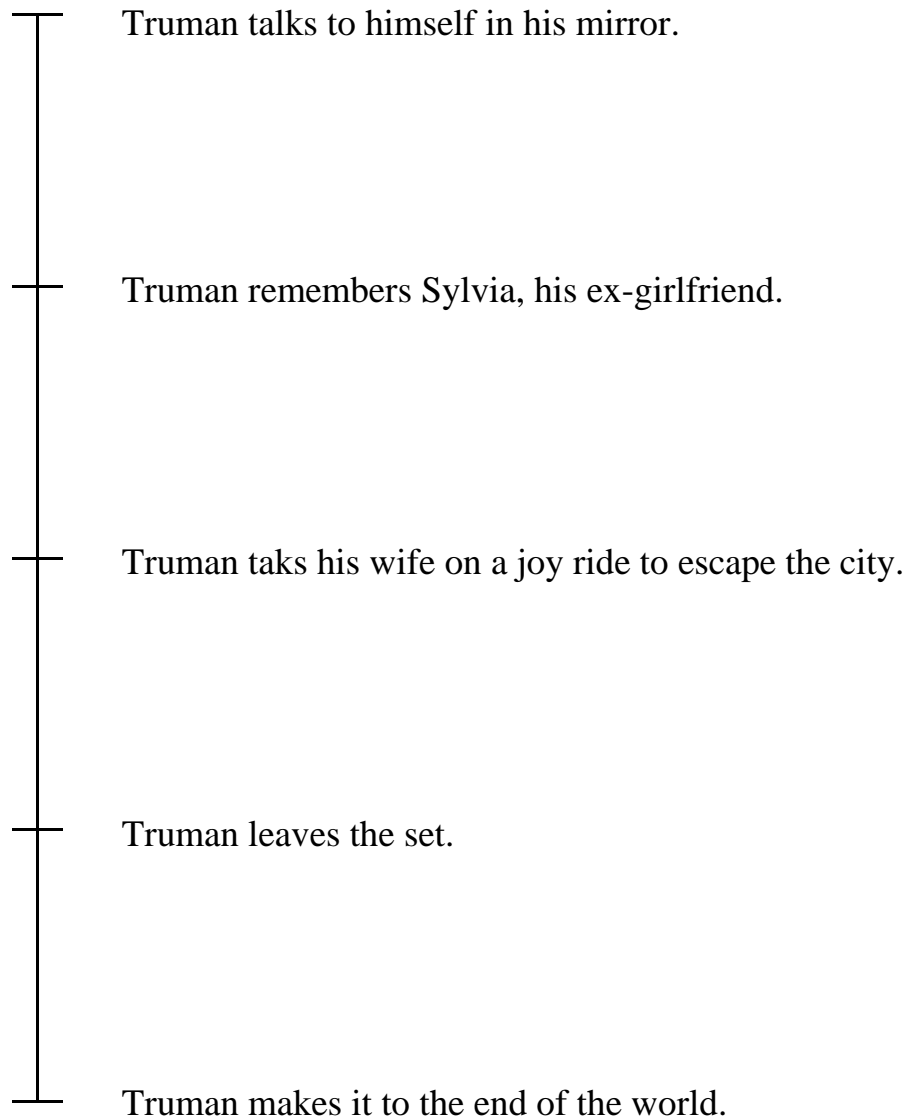 Truman talks to himself in his mirror.
Truman remembers Sylvia, his ex-girlfriend.
Truman taks his wife on a joy ride to escape the city.
Truman leaves the set.
Truman makes it to the end of the world.